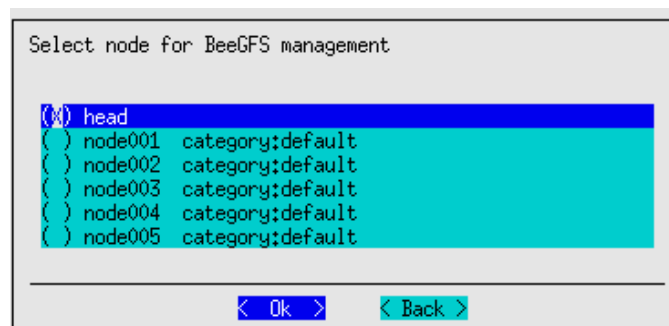 Select node for BeeGFS management
(X) head
( ) node001  category:default
( ) node002  category:default
( ) node003  category:default
( ) node004  category:default
( ) node005  category:default
<  Ok  > < Back >